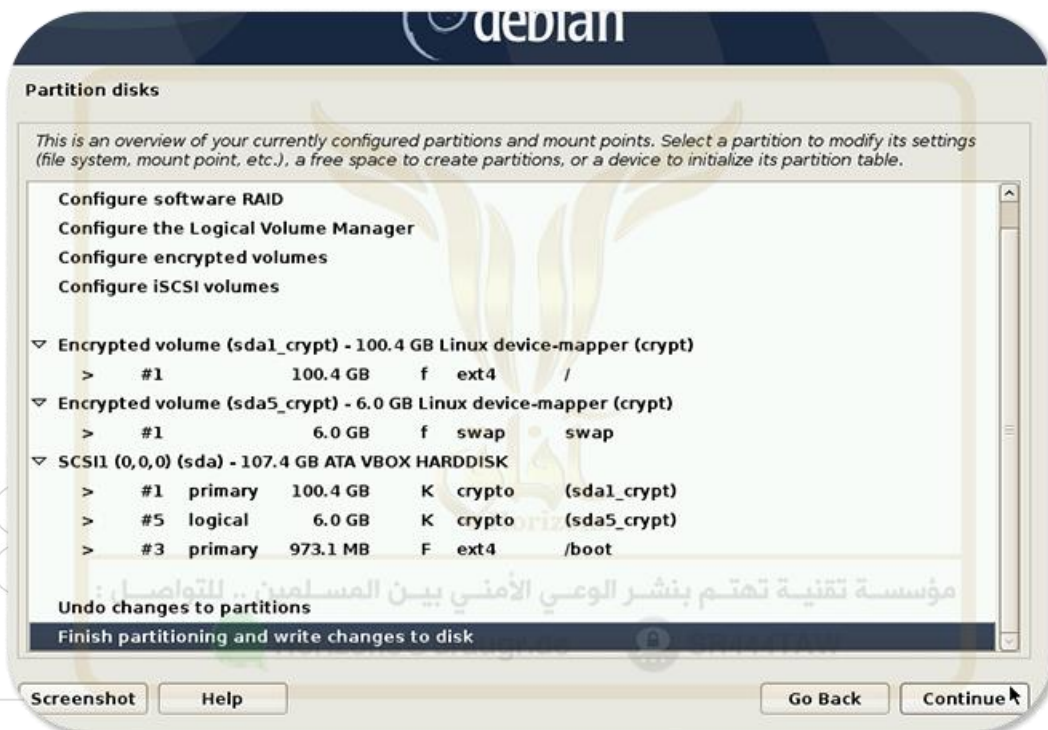 debian
Partition disks
This is an overview of your currently configured partitions and mount points. Select a partition to modify its settings
(file system, mount point, etc.), a free space to create partitions, or a device to initialize its partition table.
Configure software RAID
Configure the Logical Volume Manager
Configure encrypted volumes
Configure iSCSI volumes
Encrypted volume (sda1_crypt) - 100.4 GB Linux device-mapper (crypt)
> #1 100.4 GB f ext4 /
Encrypted volume (sda5_crypt) - 6.0 GB Linux device-mapper (crypt)
> #1 6.0 GB f swap swap
SCSI1 (0,0,0) (sda) - 107.4 GB ATA VBOX HARDDISK
> #1 primary 100.4 GB K crypto (sda1_crypt)
> #5 logical 6.0 GB K crypto (sda5_crypt)
> #3 primary 973.1 MB F ext4 /boot
مؤسسة تقنية تهتم بنشر الوعي الأمني بين المسلمين .. للتواصل :
Undo changes to partitions
Finish partitioning and write changes to disk
Screenshot Help Go Back Continue